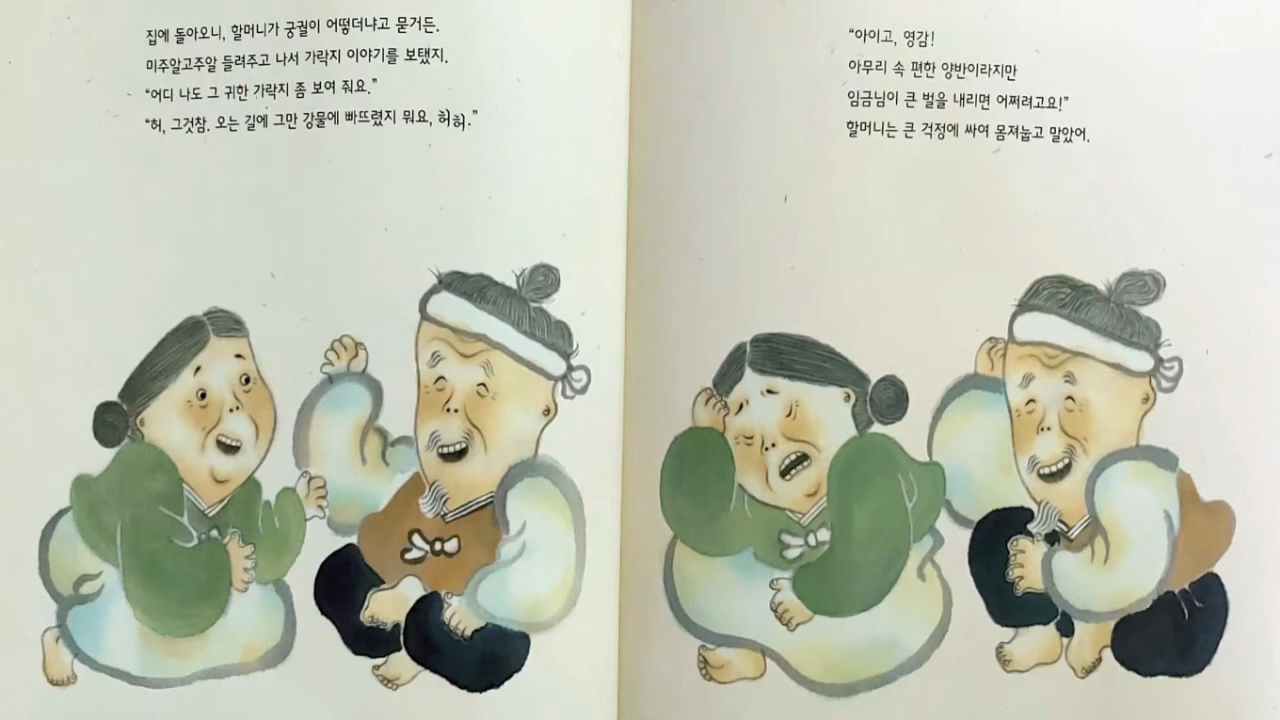 집에 돌아오니, 할머니가 궁궐이 어떻더냐고 묻거든.
미주알고주알 들려주고 나서 가락지 이야기를 보탰지.
“어디 나도 그 귀한 가락지 좀 보여 줘요.”
“허, 그것참. 오는 길에 그만 강물에 빠뜨렸지 뭐요, 허허.”
“아이고, 영감!
아무리 속 편한 양반이라지만
임금님이 큰 벌을 내리면 어쩌려고요!”
할머니는 큰 걱정에 싸여 몸져눕고 말았어.